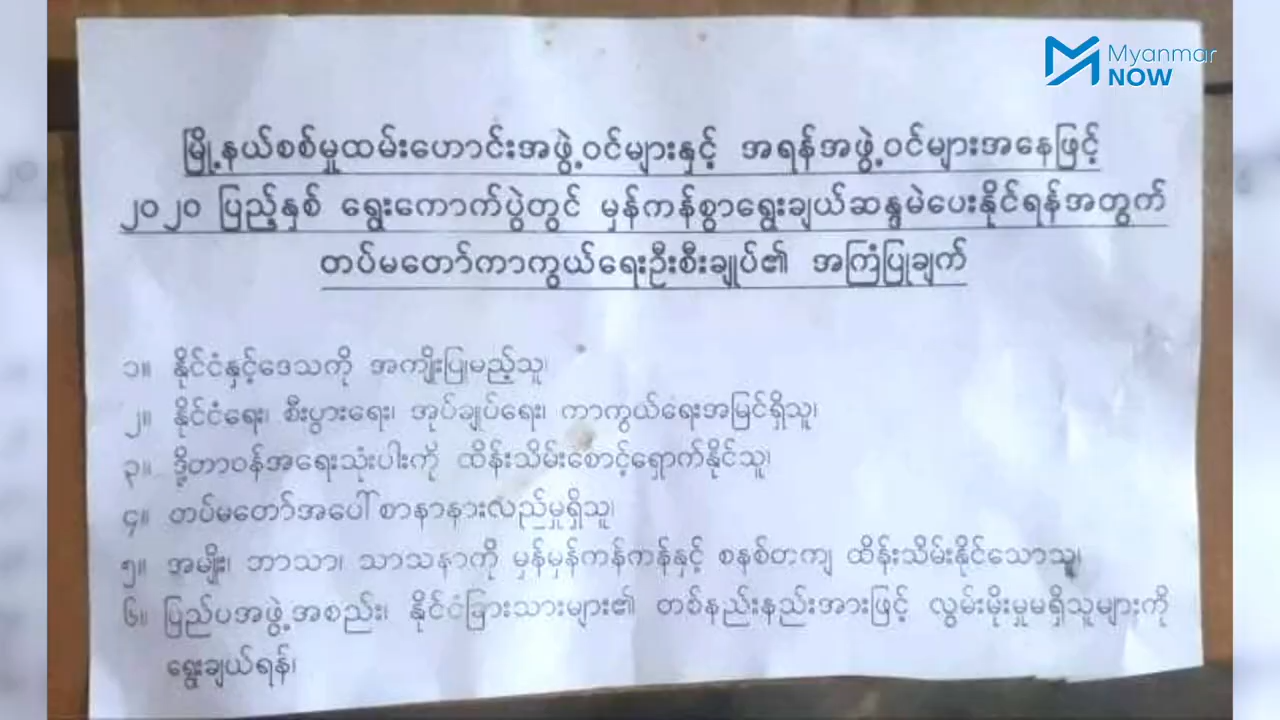 Myanmar
NOW
မြို့နယ်စစ်မှုထမ်းဟောင်းအဖွဲ့ဝင်များနှင့် အရန်အဖွဲ့ဝင်များအနေဖြင့်
၂၀၂၀ ပြည့်နှစ် ရွေးကောက်ပွဲတွင် မှန်ကန်စွာရွေးချယ်ဆန္ဒမဲပေးနိုင်ရန်အတွက်
တပ်မတော်ကာကွယ်ရေးဦးစီးချုပ်၏ အကြံပြုချက်
၁။ နိုင်ငံနှင့်ဒေသကို အကျိုးပြုမည့်သူ၊
၂။ နိုင်ငံရေး၊ စီးပွားရေး၊ အုပ်ချုပ်ရေး၊ ကာကွယ်ရေးအမြင်ရှိသူ၊
၃။ ဒို့တာဝန်အရေးသုံးပါးကို ထိန်းသိမ်းစောင့်ရှောက်နိုင်သူ၊
၄။ တပ်မတော်အပေါ် စာနာနားလည်မှုရှိသူ၊
၅။ အမျိုး၊ ဘာသာ၊ သာသနာကို မှန်မှန်ကန်ကန်နှင့် စနစ်တကျ ထိန်းသိမ်းနိုင်သောသူ၊
၆။ ပြည်ပအဖွဲ့အစည်း၊ နိုင်ငံခြားသားများ၏ တစ်နည်းနည်းအားဖြင့် လွှမ်းမိုးမှုမရှိသူများကို
ရွေးချယ်ရန်၊